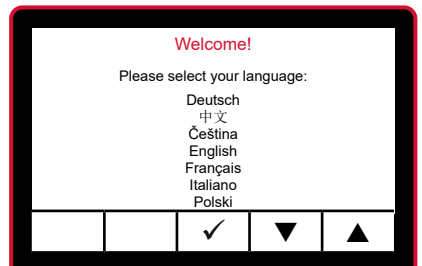 Welcome!
Please select your language:
Deutsch
中文
Čeština
English
Français
Italiano
Polski